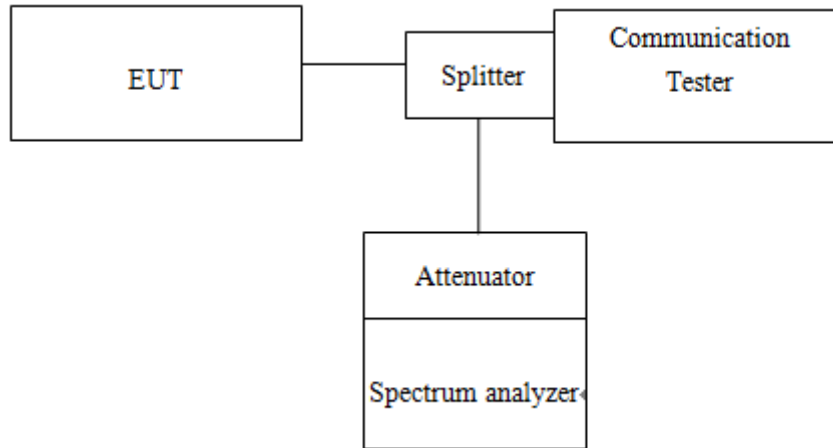 EUT
Splitter
Communication
Tester
Attenuator
Spectrum analyzer